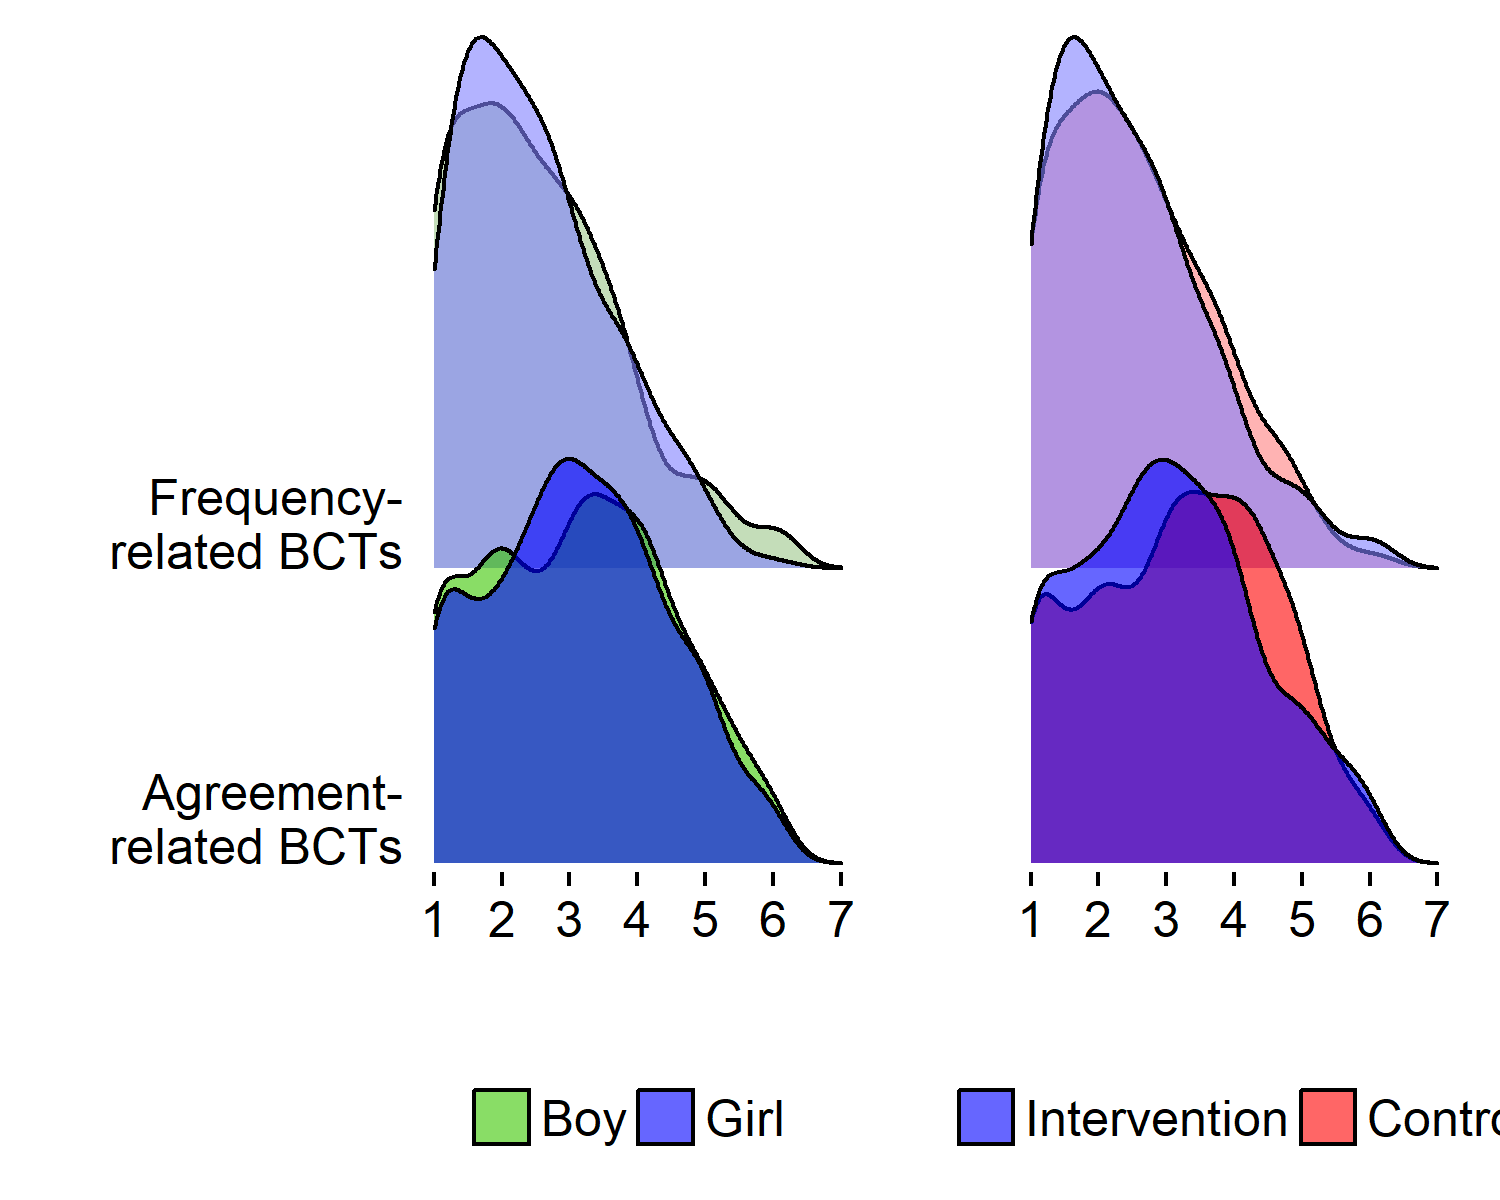 Frequency-
related BCTs
Agreement-
related BCTs
1 2 3 4 5 6 7
1 2 3 4 5 6 7
Boy Girl
Intervention Contro